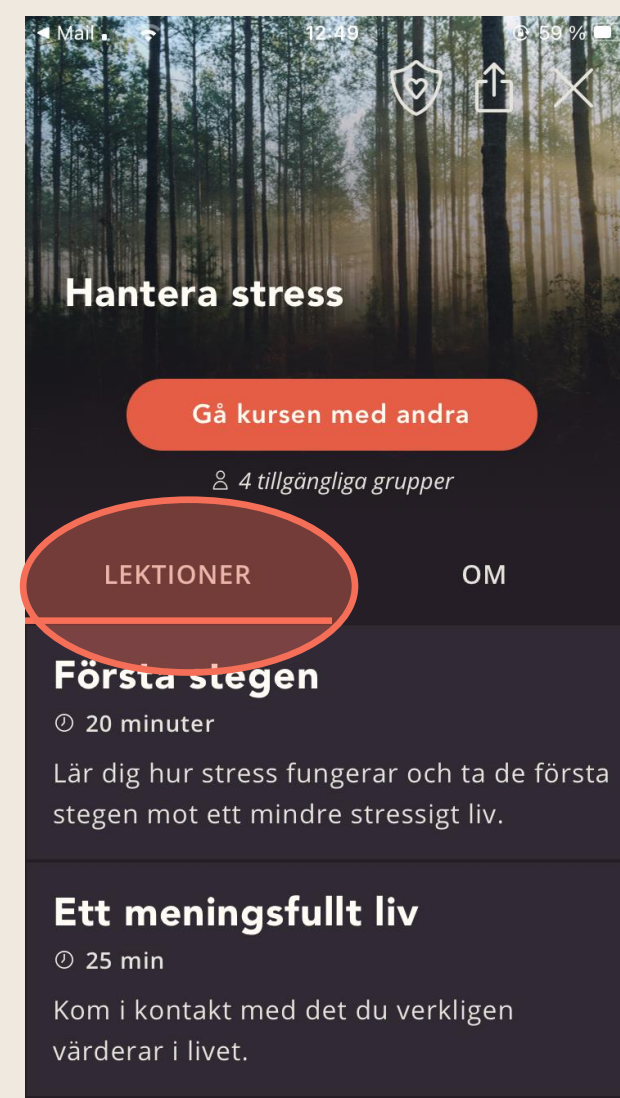 ◀ Mail
12:49
59 %
Hantera stress
Gå kursen med andra
4 tillgängliga grupper
LEKTIONER
OM
Första stegen
20 minuter
Lär dig hur stress fungerar och ta de första
stegen mot ett mindre stressigt liv.
Ett meningsfullt liv
25 min
Kom i kontakt med det du verkligen
värderar i livet.